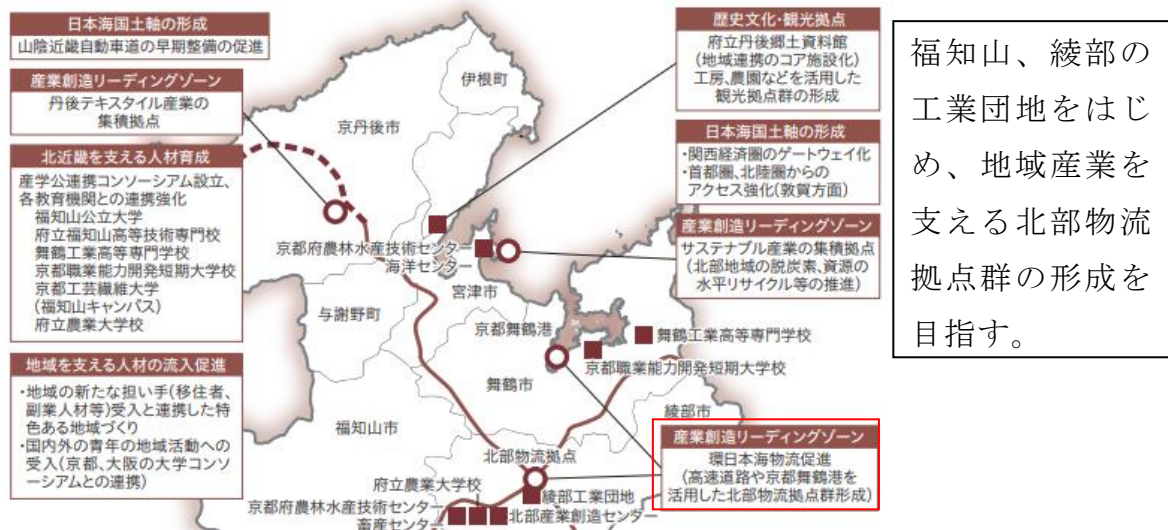 日本海国土軸の形成
山陰近畿自動車道の早期整備の促進
産業創造リーディングゾーン
丹後テキスタイル産業の
集積拠点
北近畿を支える人材育成
産学公連携コンソーシアム設立、
各教育機関との連携強化
福知山公立大学
府立福知山高等技術専門校
舞鶴工業高等専門学校
京都職業能力開発短期大学校
京都工芸繊維大学
(福知山キャンパス)
府立農業大学校
地域を支える人材の流入促進
・地域の新たな担い手(移住者、
副業人材等)受入と連携した特
色ある地域づくり
・国内外の青年の地域活動への
受入(京都、大阪の大学コンソ
ーシアムとの連携)
伊根町
京丹後市
京都府農林水産技術センター
海洋センター
宮津市
与謝野町
京都舞鶴港
舞鶴工業高等専門学校
京都職業能力開発短期大学校
舞鶴市
綾部市
福知山市
北部物流拠点
府立農業大学校
綾部工業団地
京都府農林水産技術センター
畜産センター
北部産業創造センター
歴史文化・観光拠点
府立丹後郷土資料館
(地域連携のコア施設化)
工房、農園などを活用した
観光拠点群の形成
日本海国土軸の形成
・関西経済圏のゲートウェイ化
・首都圏、北陸圏からの
アクセス強化(敦賀方面)
産業創造リーディングゾーン
サステナブル産業の集積拠点
(北部地域の脱炭素、資源の
水平リサイクル等の推進)
産業創造リーディングゾーン
環日本海物流促進
(高速道路や京都舞鶴港を
活用した北部物流拠点群形成)
福知山、綾部の
工業団地をはじ
め、地域産業を
支える北部物流
拠点群の形成を
目指す。